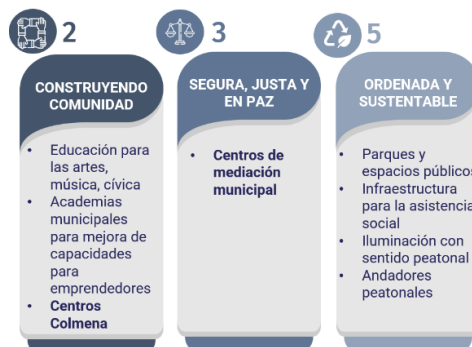 2
CONSTRUYENDO
COMUNIDAD
• Educación para
las artes,
música, cívica
• Academias
municipales
para mejora de
capacidades
para
emprendedores
• Centros
Colmena
3
SEGURA, JUSTA Y
EN PAZ
• Centros de
mediación
municipal
5
ORDENADA Y
SUSTENTABLE
• Parques y
espacios públicos
• Infraestructura
para la asistencia
social
• Iluminación con
sentido peatonal
• Andadores
peatonales